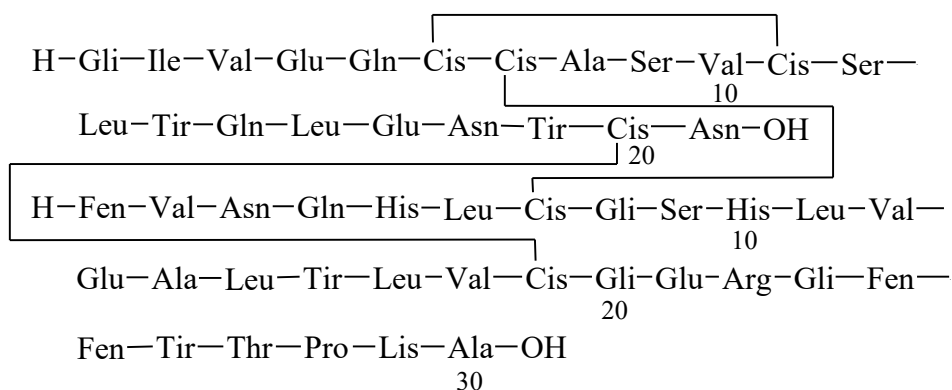 H–Gli–Ile–Val–Glu–Gln–Cis–Cis–Ala–Ser–Val–Cis–Ser–
10
Leu–Tir–Gln–Leu–Glu–Asn–Tir–Cis–Asn–OH
20
H–Fen–Val–Asn–Gln–His–Leu–Cis–Gli–Ser–His–Leu–Val–
10
Glu–Ala–Leu–Tir–Leu–Val–Cis–Gli–Glu–Arg–Gli–Fen–
20
Fen–Tir–Thr–Pro–Lis–Ala–OH
30